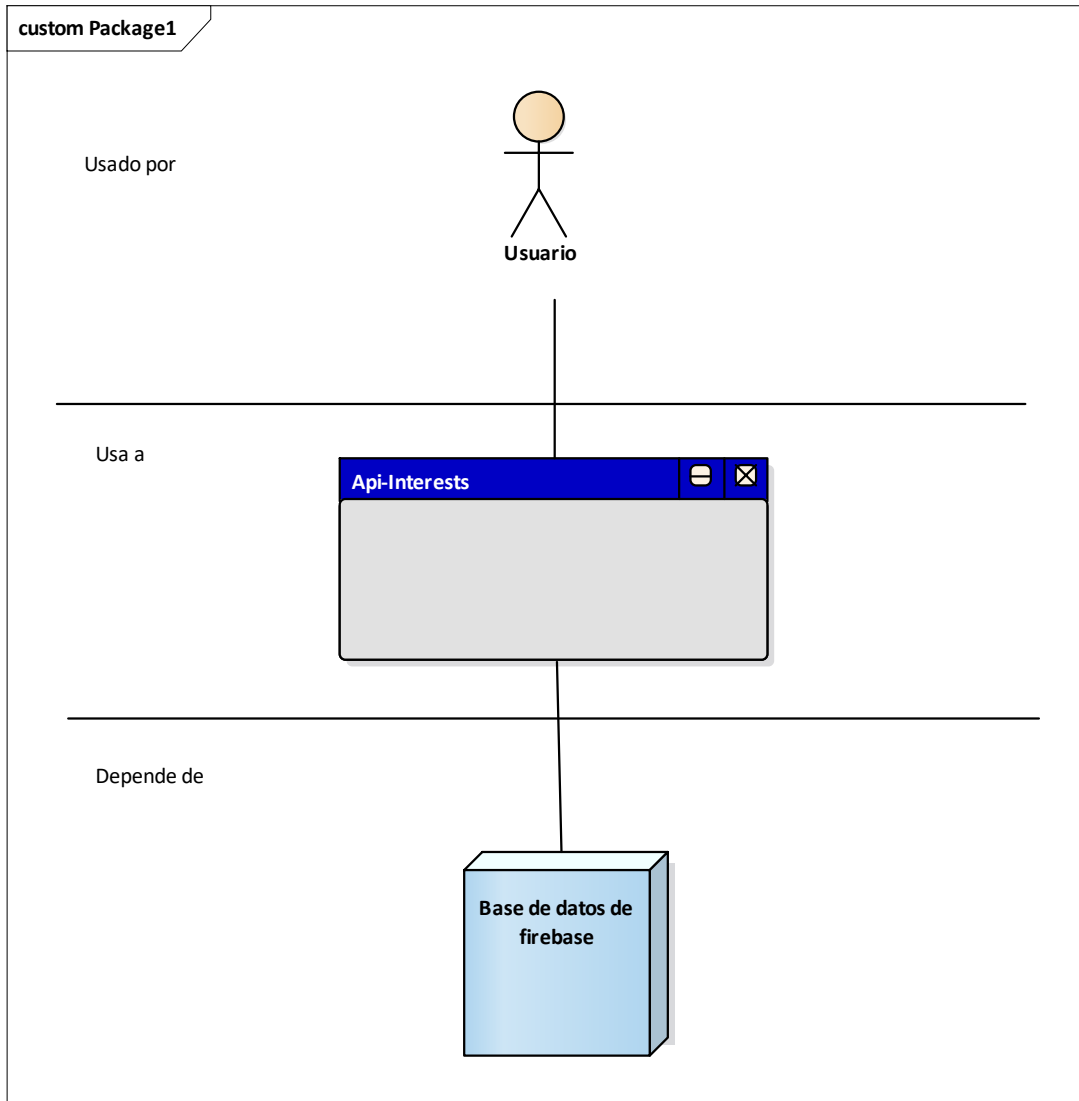 custom Package1
Usado por
Usuario
Usa a
Api-Interests
Depende de
Base de datos de
firebase